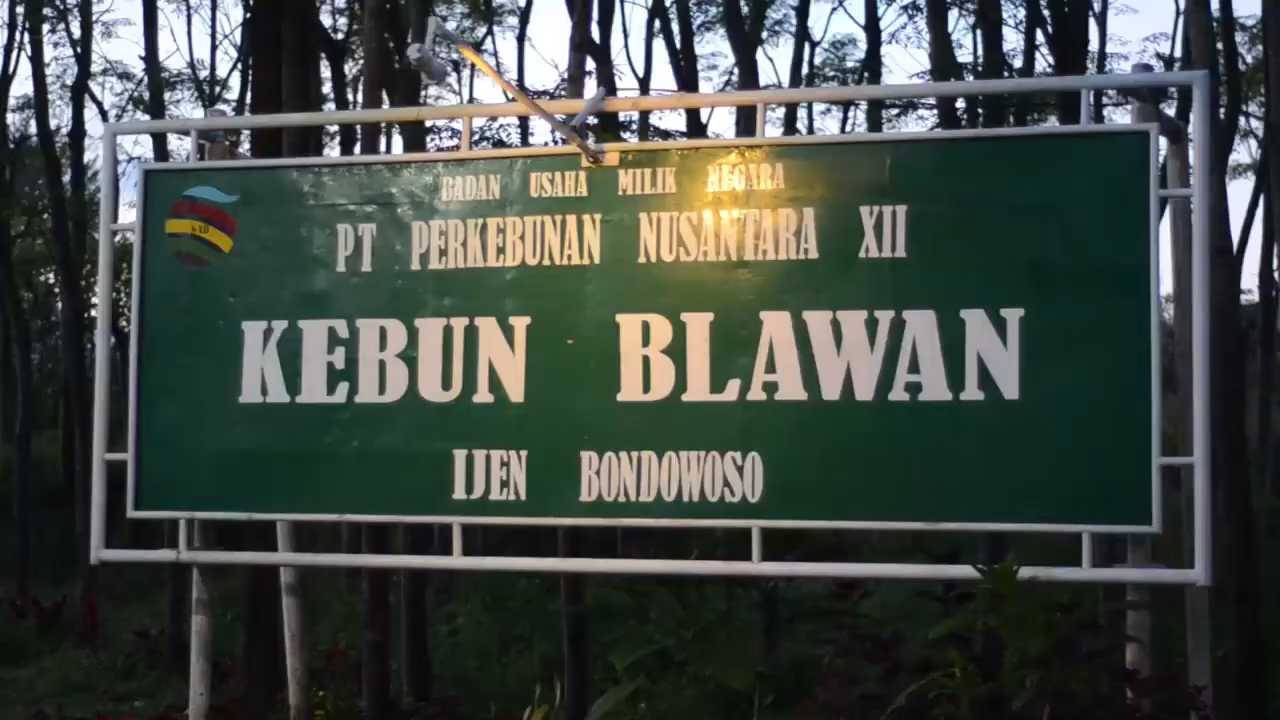 BADAN USAHA MILIK NEGARA
PT PERKEBUNAN NUSANTARA XII
KEBUN BLAWAN
IJEN BONDOWOSO